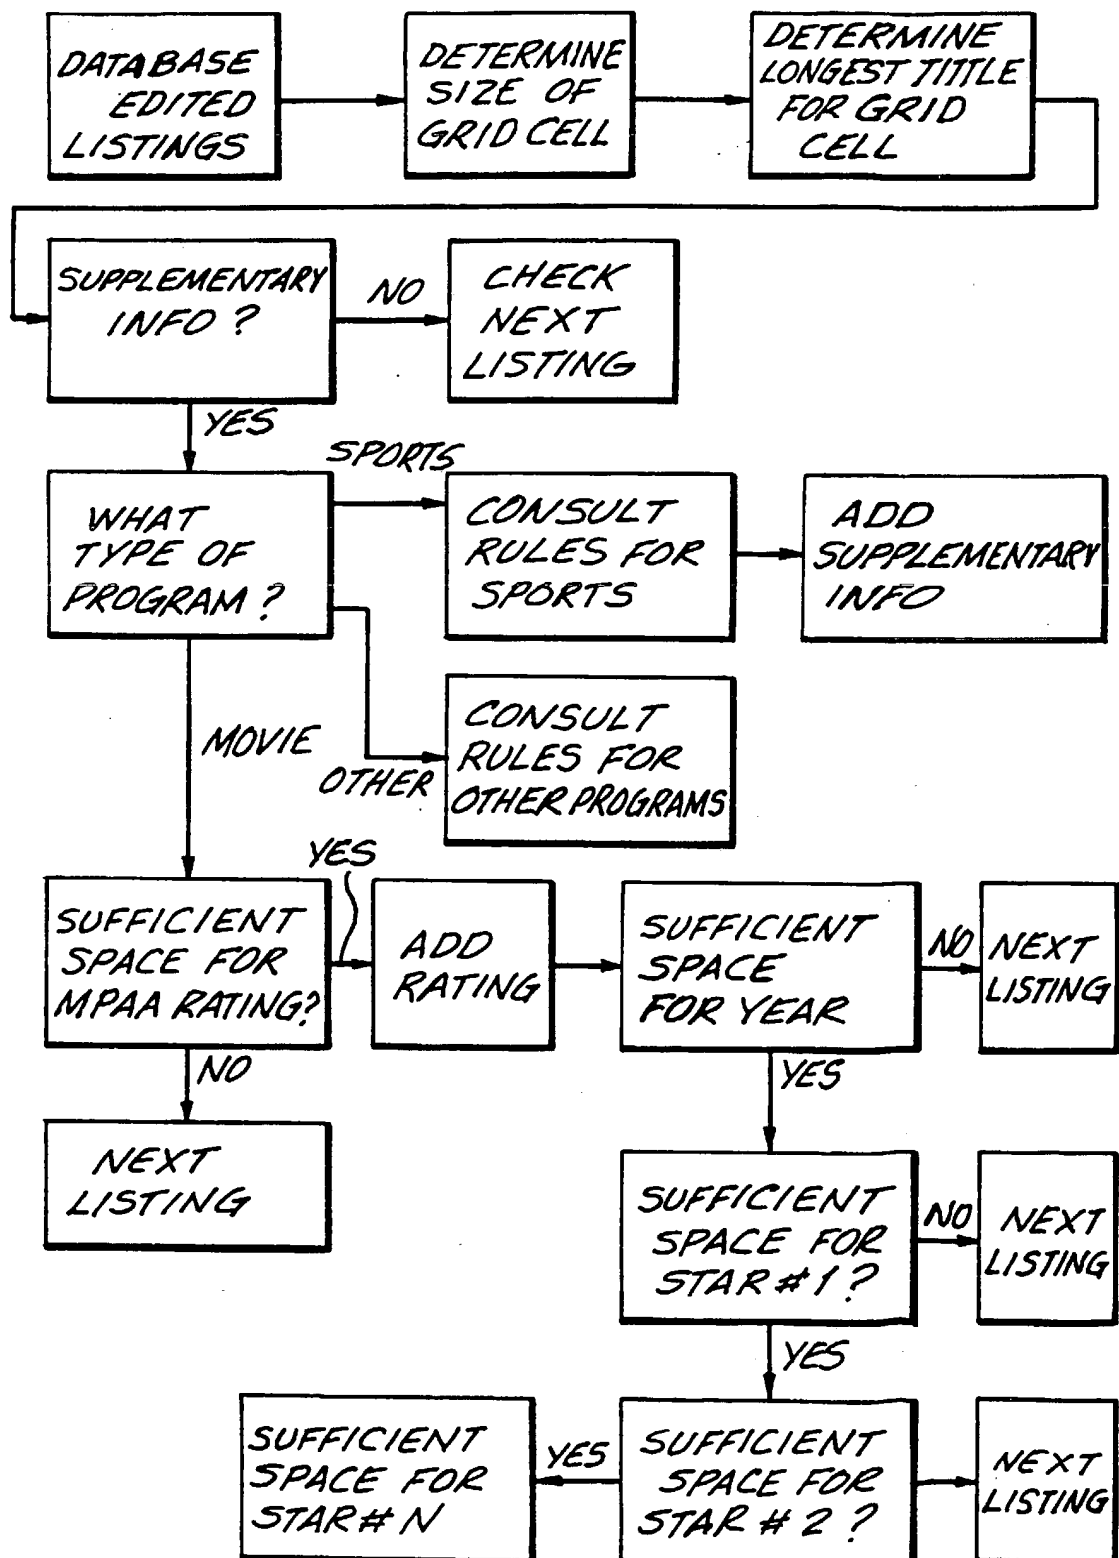 DATABASE
EDITED
LISTINGS
DETERMINE
SIZE OF
GRID CELL
DETERMINE
LONGEST TITTLE
FOR GRID
CELL
SUPPLEMENTARY
INFO?
NO
CHECK
NEXT
LISTING
YES
WHAT
TYPE OF
PROGRAM?
SPORTS
CONSULT
RULES FOR
SPORTS
ADD
SUPPLEMENTARY
INFO
MOVIE
OTHER
CONSULT
RULES FOR
OTHER PROGRAMS
SUFFICIENT
SPACE FOR
MPAA RATING?
YES
ADD
RATING
SUFFICIENT
SPACE
FOR YEAR
NO
NEXT
LISTING
NO
NEXT
LISTING
YES
SUFFICIENT
SPACE FOR
STAR #1?
NO
NEXT
LISTING
YES
SUFFICIENT
SPACE FOR
STAR #2?
YES
SUFFICIENT
SPACE FOR
STAR # N
NEXT
LISTING